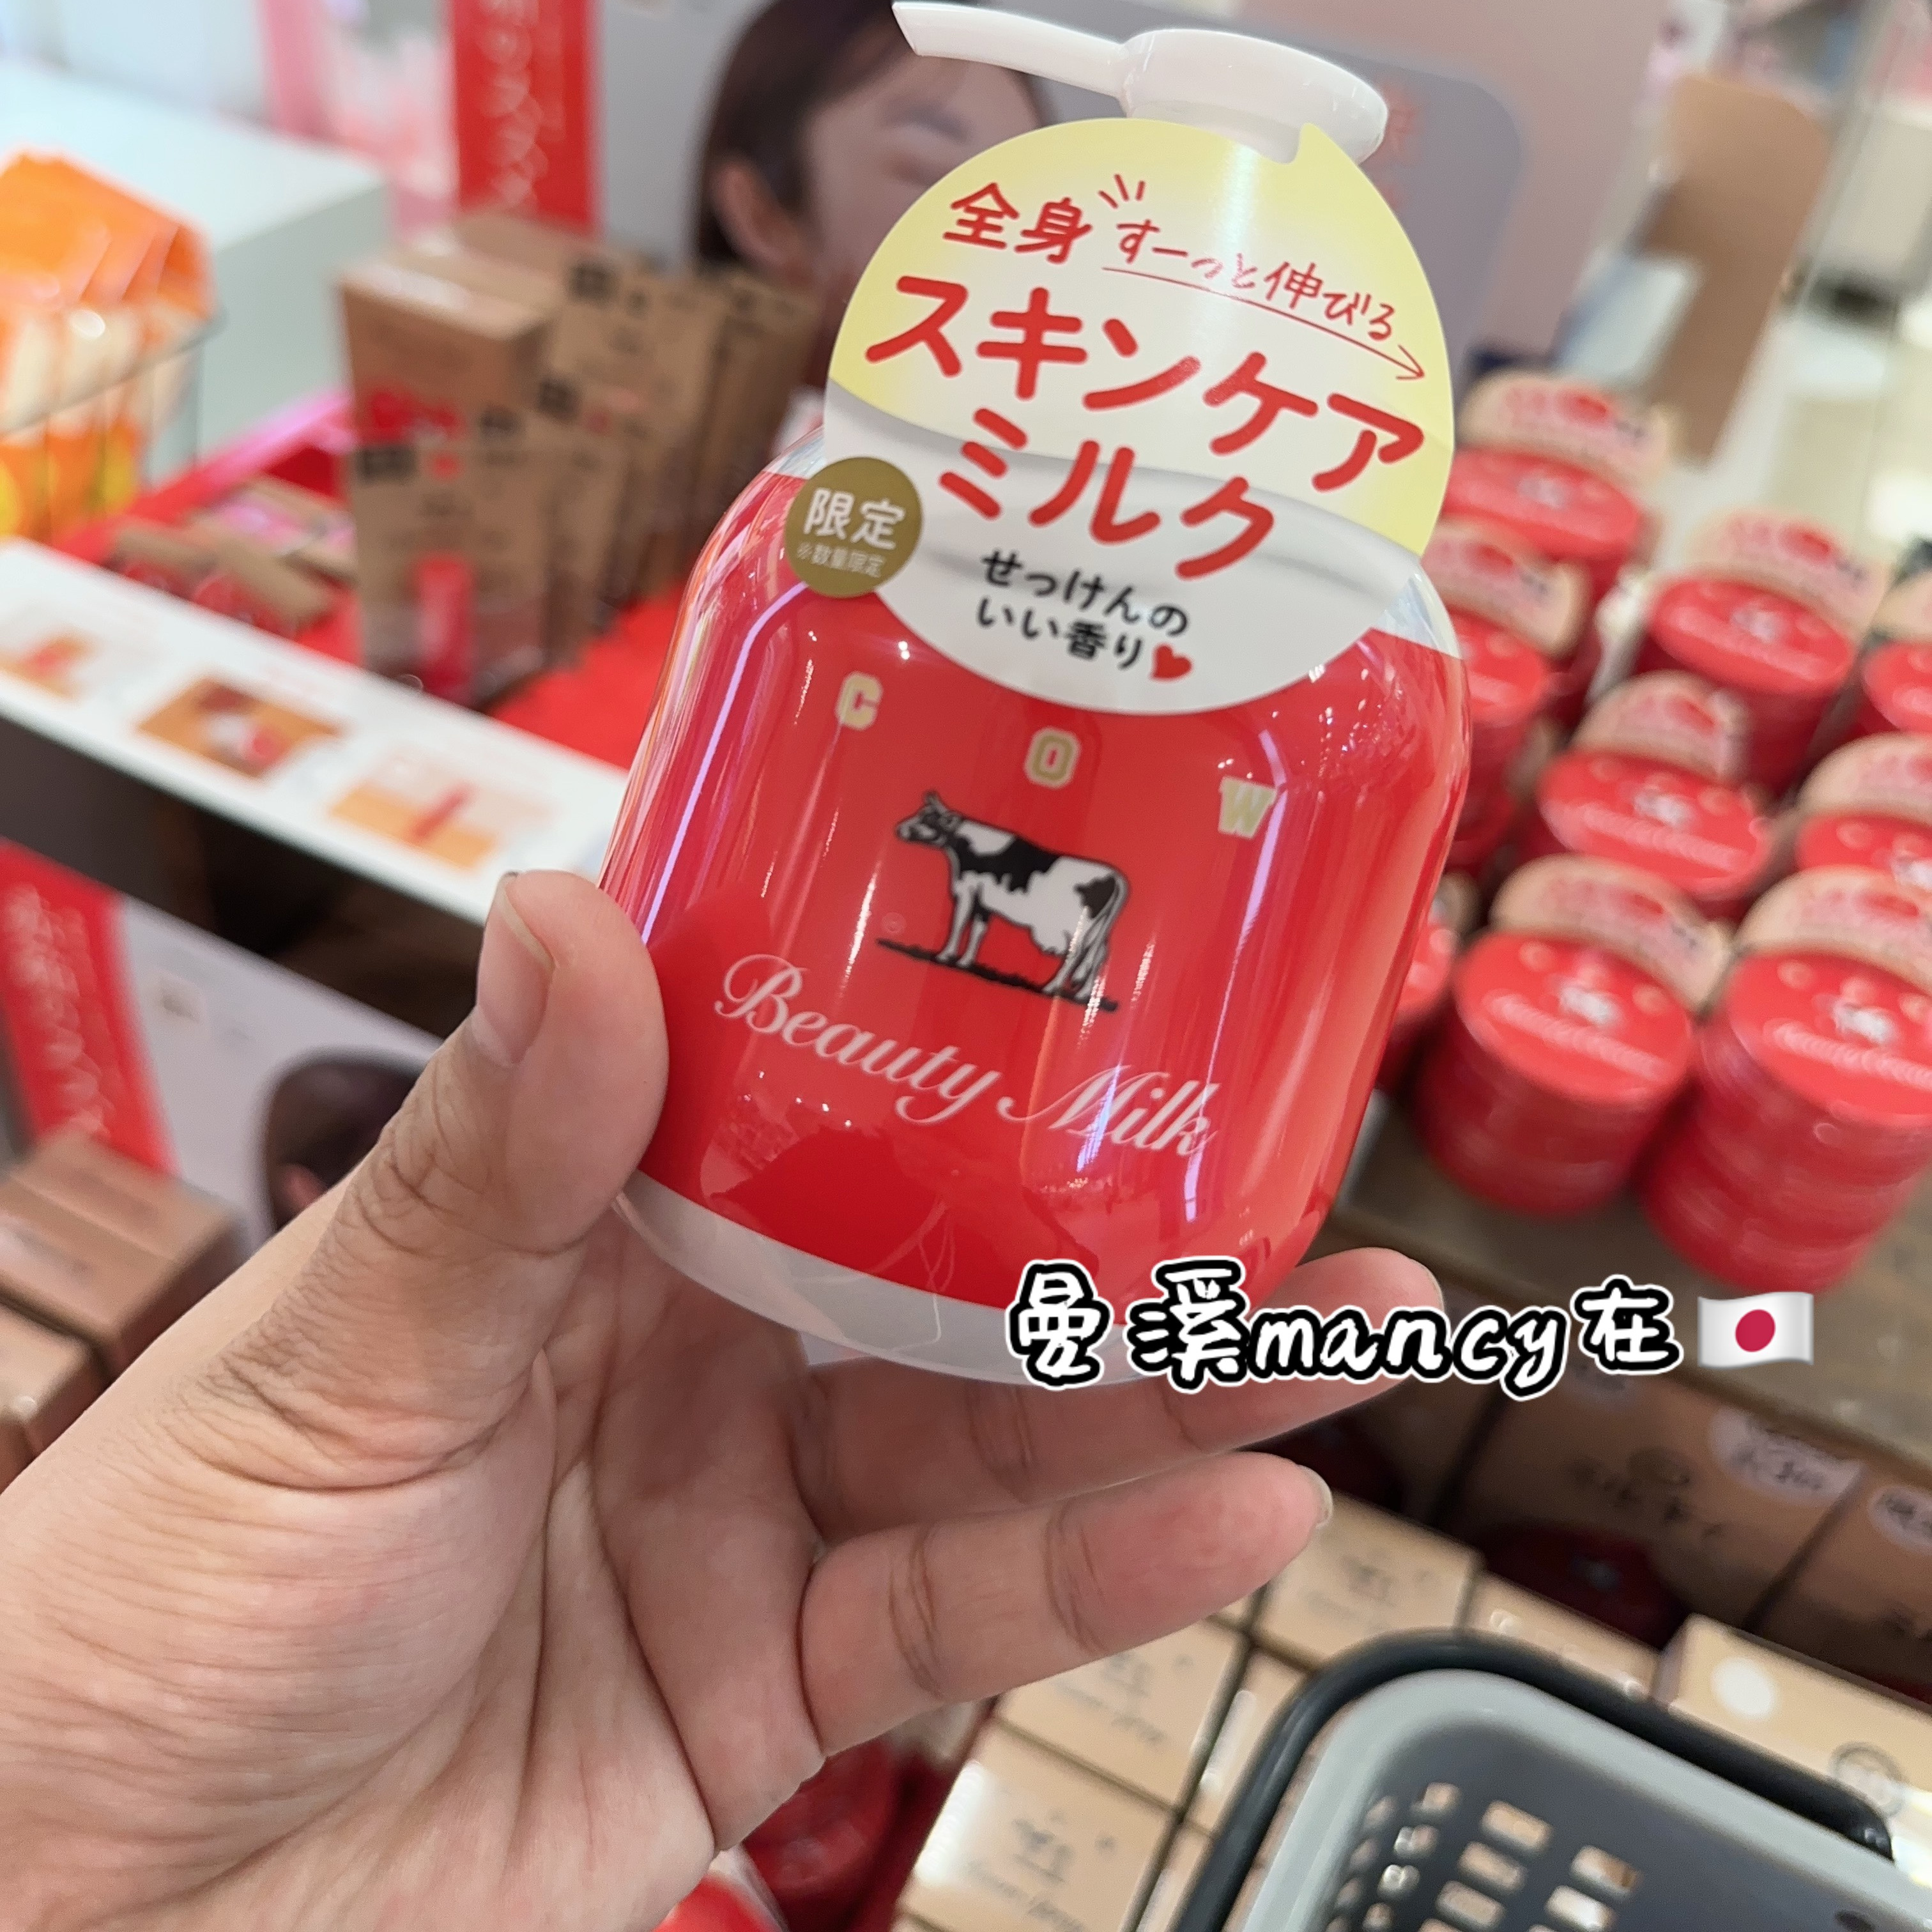 全身 すーっと伸びる
スキンケア
ミルク
限定
※数量限定
せっけんの
いい香り♥
C O W
Beauty Milk
曼溪mancy在🇯🇵